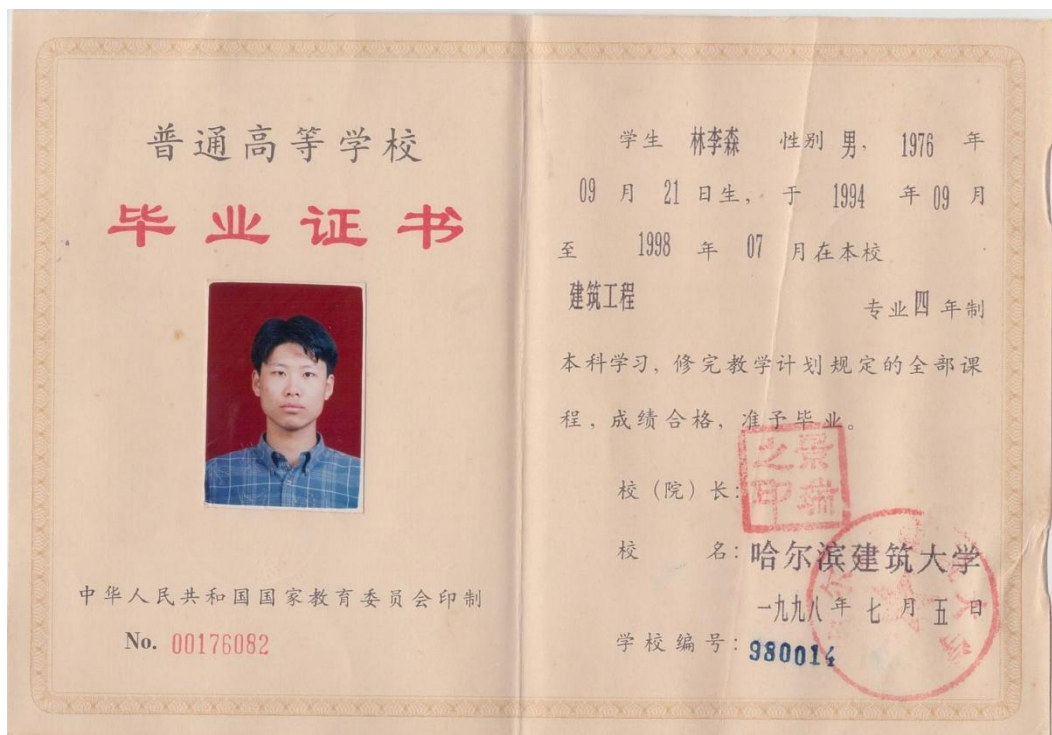 普通高等学校
毕业证书
中华人民共和国国家教育委员会印制
No. 00176082
学生 林李森 性别 男, 1976 年
09 月 21 日生, 于 1994 年 09 月
至 1998 年 07 月在本校
建筑工程 专业 四 年制
本科学习, 修完教学计划规定的全部课
程, 成绩合格, 准予毕业。
校(院)长:
景瑞之印
校 名: 哈尔滨建筑大学
一九九八 年 七 月 五 日
学校编号: 980014